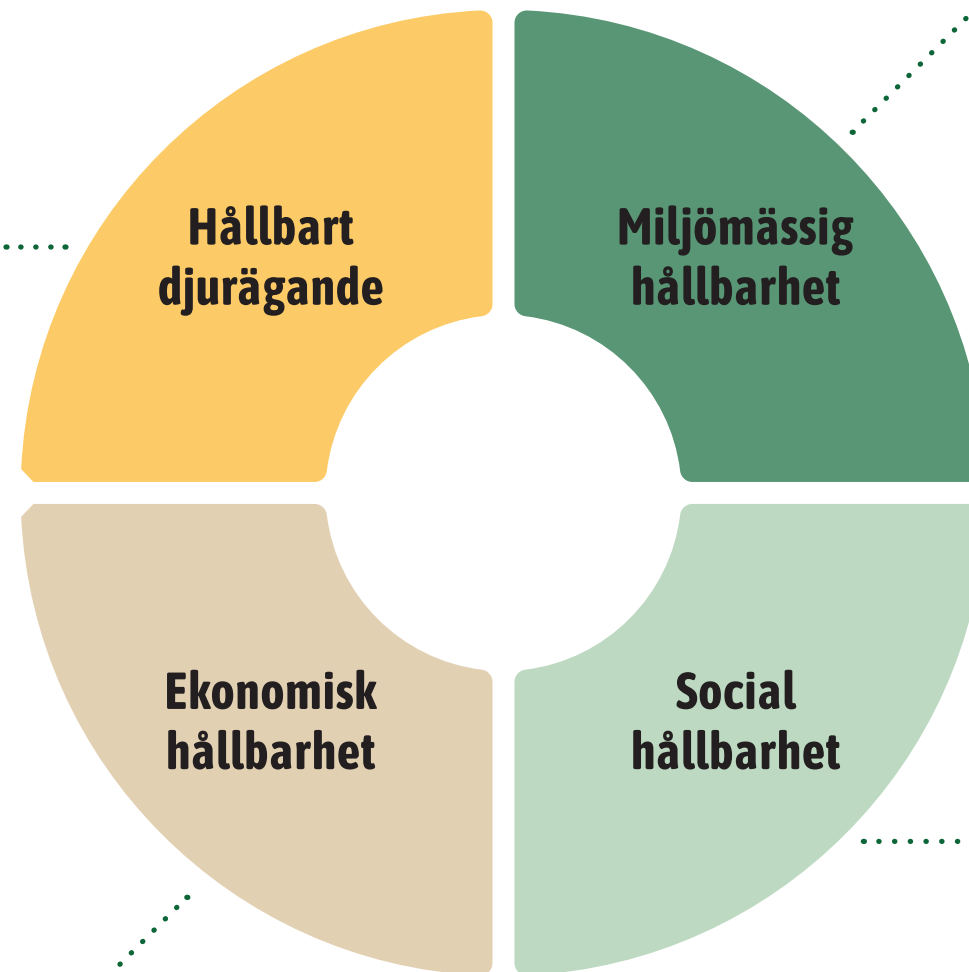 Hållbart
djurägande
Miljömässig
hållbarhet
Ekonomisk
hållbarhet
Social
hållbarhet